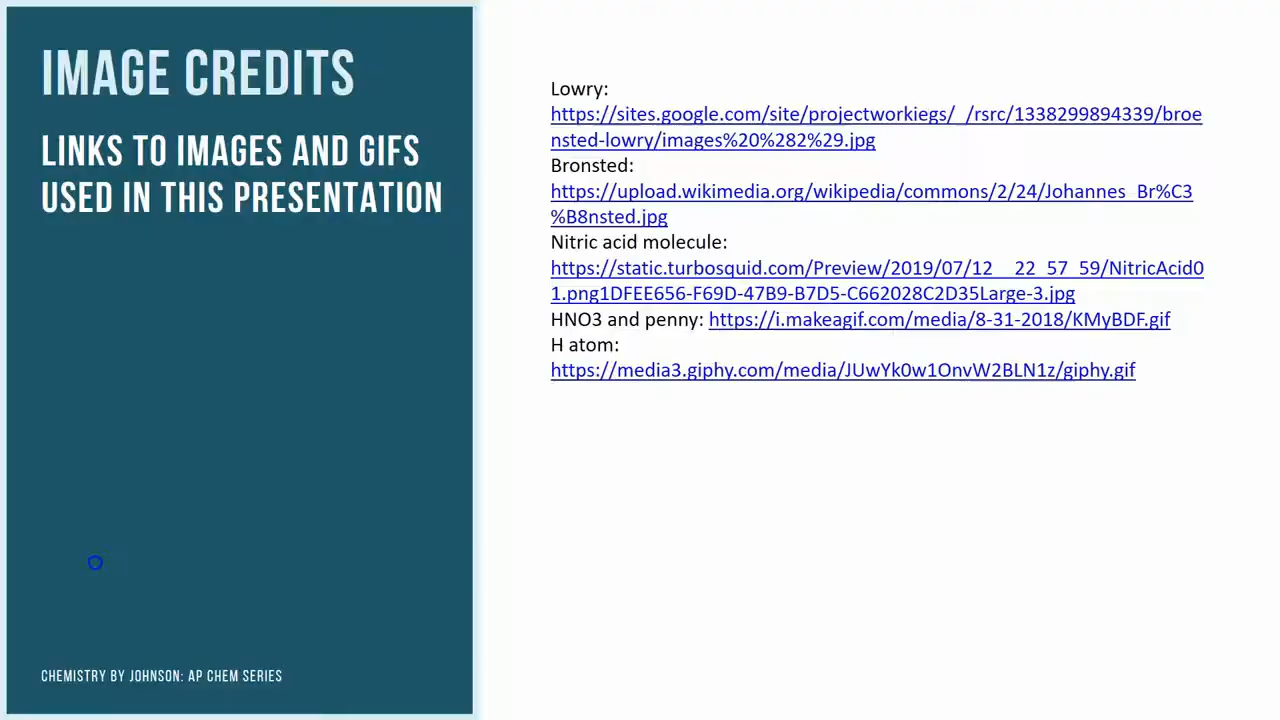 IMAGE CREDITS
LINKS TO IMAGES AND GIFS
USED IN THIS PRESENTATION
CHEMISTRY BY JOHNSON: AP CHEM SERIES
Lowry:
https://sites.google.com/site/projectworkiegs/_/rsrc/1338299894339/broe
nsted-lowry/images%20%282%29.jpg
Bronsted:
https://upload.wikimedia.org/wikipedia/commons/2/24/Johannes_Br%C3
%B8nsted.jpg
Nitric acid molecule:
https://static.turbosquid.com/Preview/2019/07/12__22_57_59/NitricAcid0
1.png1DFEE656-F69D-47B9-B7D5-C662028C2D35Large-3.jpg
HNO3 and penny: https://i.makeagif.com/media/8-31-2018/KMyBDF.gif
H atom:
https://media3.giphy.com/media/JUwYk0w1OnvW2BLN1z/giphy.gif